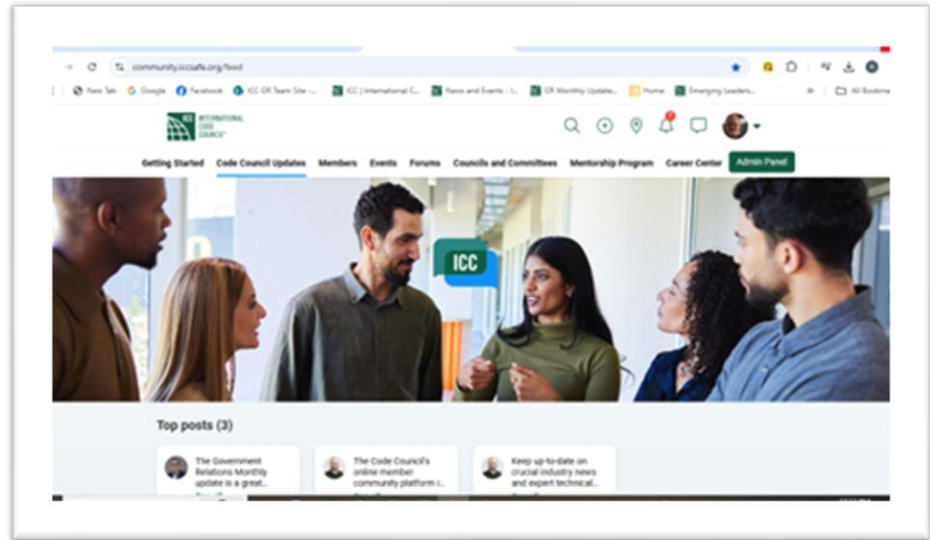 community.iccsafe.org/feed
New Tab Google Facebook ICC GR Team Site -... ICC | International C... News and Events - I... GR Monthly Update... Home Emerging Leaders... » All Bookma
ICC INTERNATIONAL
CODE
COUNCIL
Getting Started Code Council Updates Members Events Forums Councils and Committees Mentorship Program Career Center Admin Panel
ICC
Top posts (3)
The Government
Relations Monthly
update is a great...
The Code Council's
online member
community platform i...
Keep up-to-date on
crucial industry news
and expert technical...